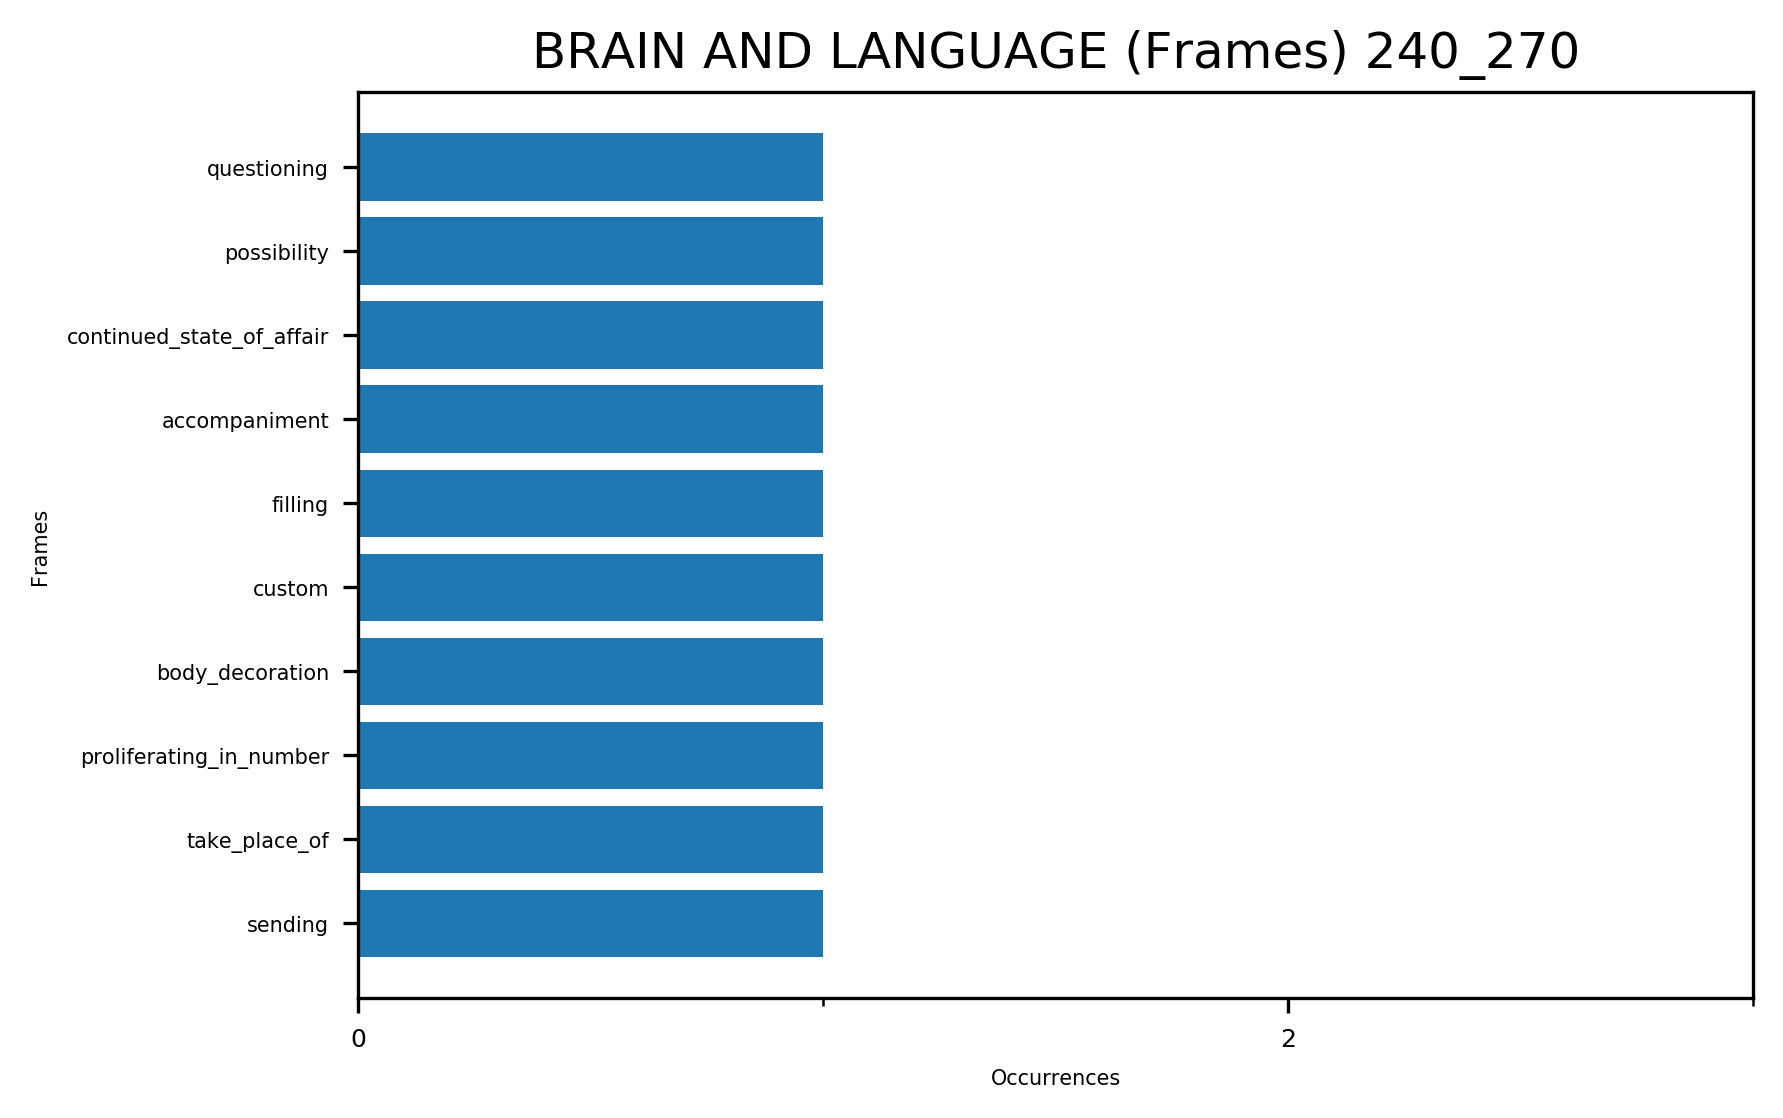 BRAIN AND LANGUAGE (Frames) 240_270
questioning
possibility
continued_state_of_affair
accompaniment
filling
custom
body_decoration
proliferating_in_number
take_place_of
sending
Frames
0
2
Occurrences